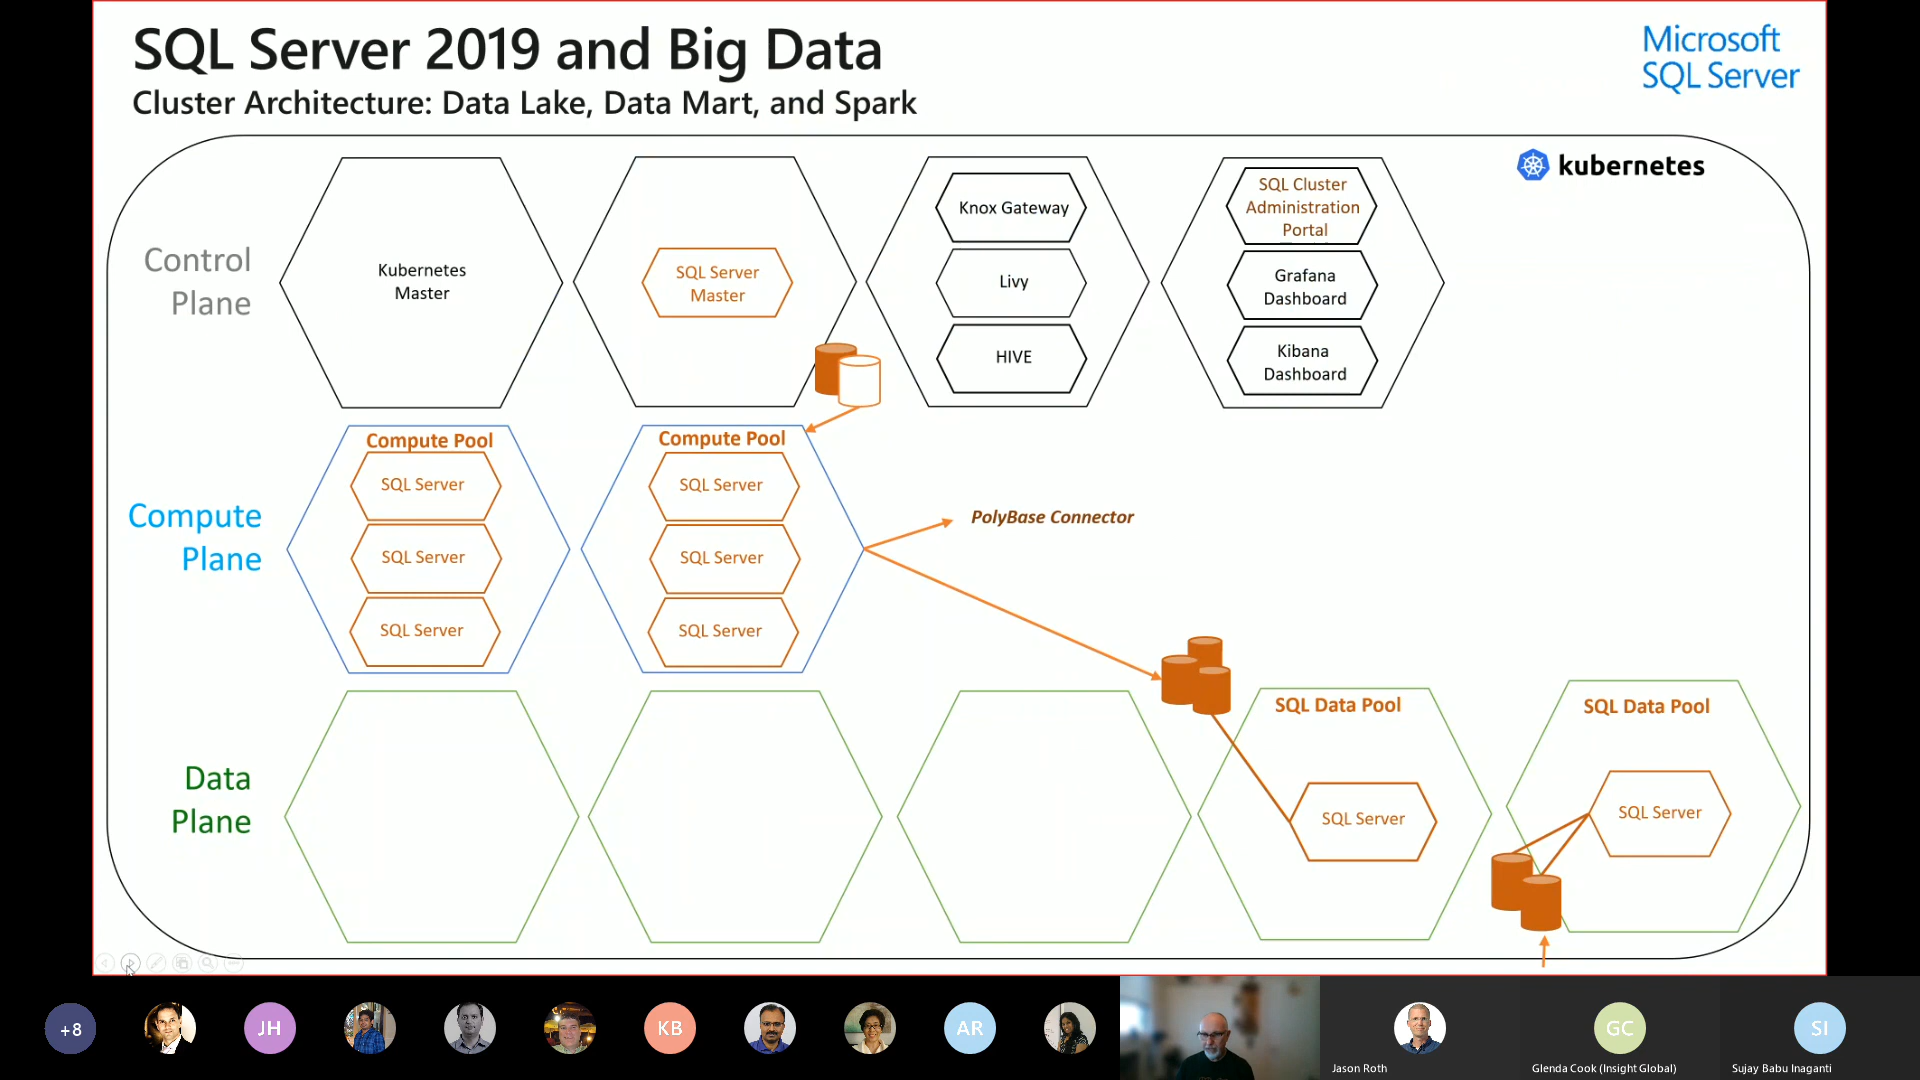 SQL Server 2019 and Big Data
Cluster Architecture: Data Lake, Data Mart, and Spark
Microsoft
SQL Server
kubernetes
Control
Plane
Kubernetes
Master
SQL Server
Master
Knox Gateway
Livy
HIVE
SQL Cluster
Administration
Portal
Grafana
Dashboard
Kibana
Dashboard
Compute
Plane
Compute Pool
SQL Server
SQL Server
SQL Server
Compute Pool
SQL Server
SQL Server
SQL Server
PolyBase Connector
Data
Plane
SQL Data Pool
SQL Server
SQL Data Pool
SQL Server
+8
JH
KB
AR
Jason Roth
GC
Glenda Cook (Insight Global)
SI
Sujay Babu Inaganti